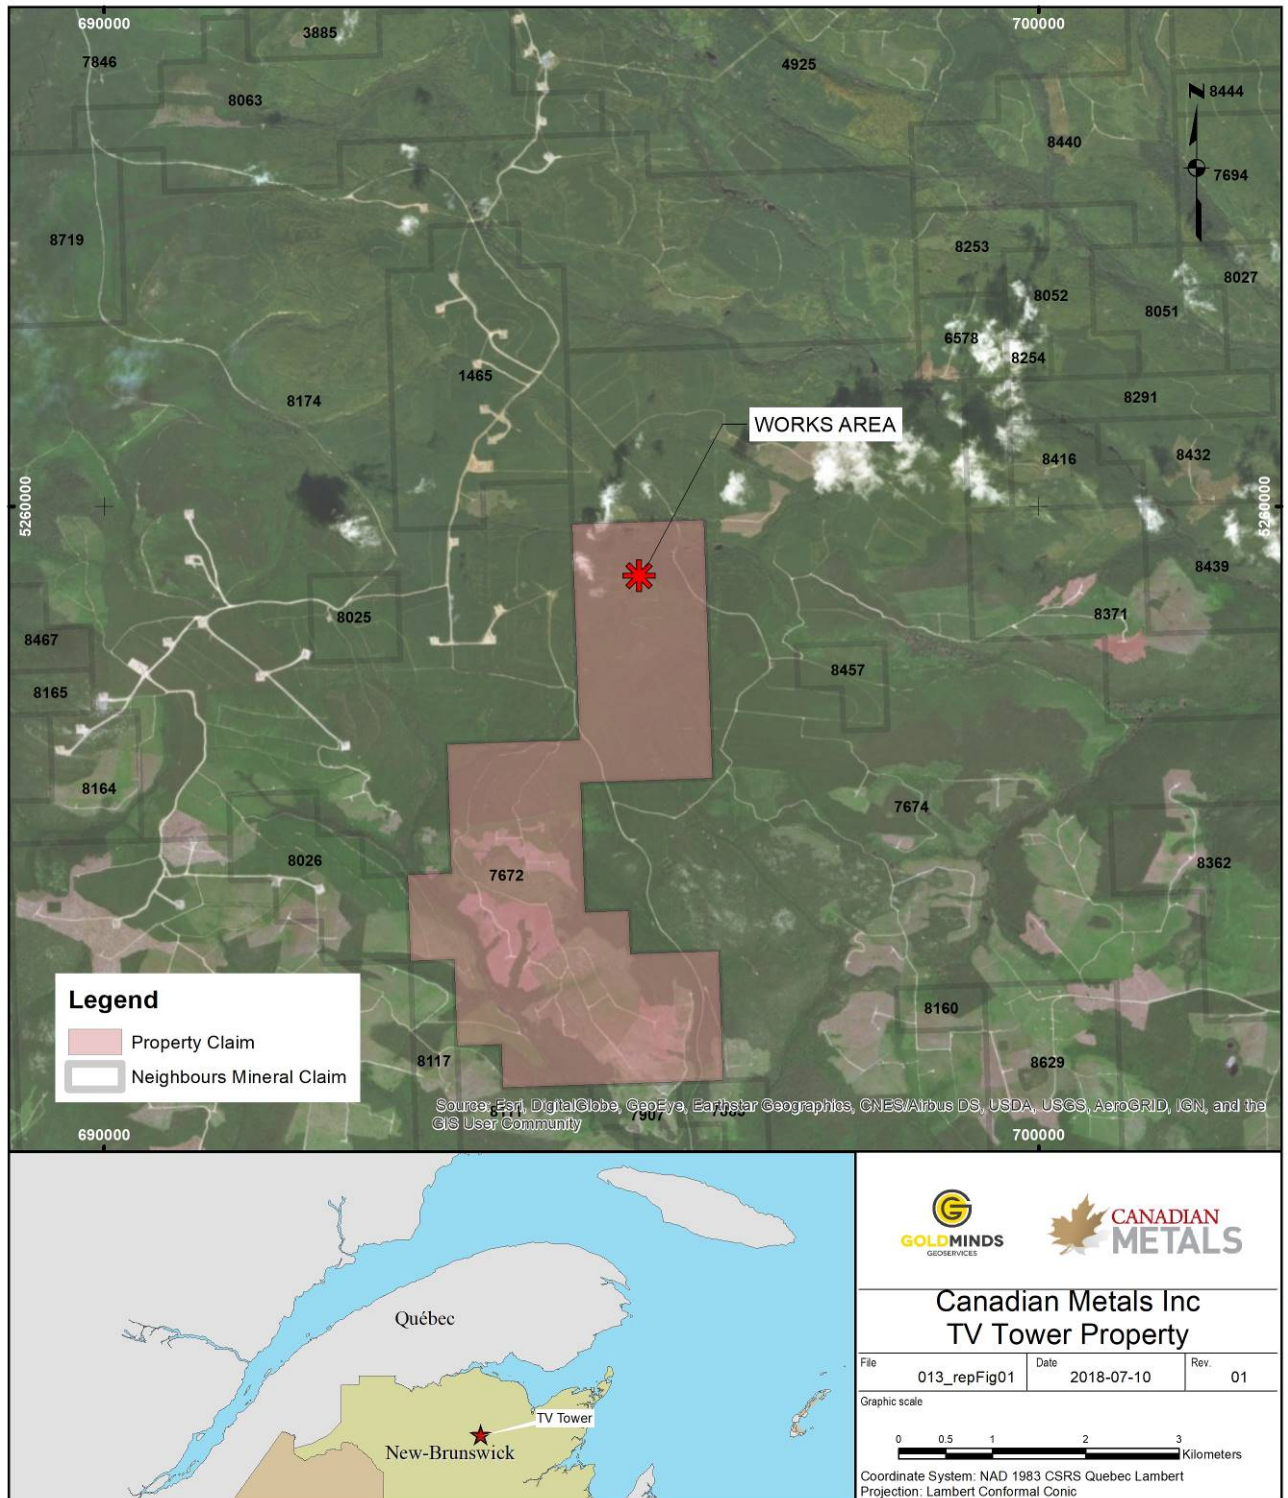 690000
700000
3885
7846
4925
8063
8444
8440
N
7694
8719
8253
8027
8052
8051
6578
8254
1465
8174
8291
WORKS AREA
8416
8432
5260000
5260000
8439
8025
8371
8467
8457
8165
8164
7674
8026
7672
8362
Legend
Property Claim
Neighbours Mineral Claim
8160
8117
8629
7907
Source: Esri, DigitalGlobe, GeoEye, Earthstar Geographics, CNES/Airbus DS, USDA, USGS, AeroGRID, IGN, and the
GIS User Community
690000
700000
Québec
TV Tower
New-Brunswick
G
GOLDMINDS
GEOSERVICES
CANADIAN
METALS
Canadian Metals Inc
TV Tower Property
File
013_repFig01
Date
2018-07-10
Rev.
01
Graphic scale
0 0.5 1 2 3
Kilometers
Coordinate System: NAD 1983 CSRS Quebec Lambert
Projection: Lambert Conformal Conic